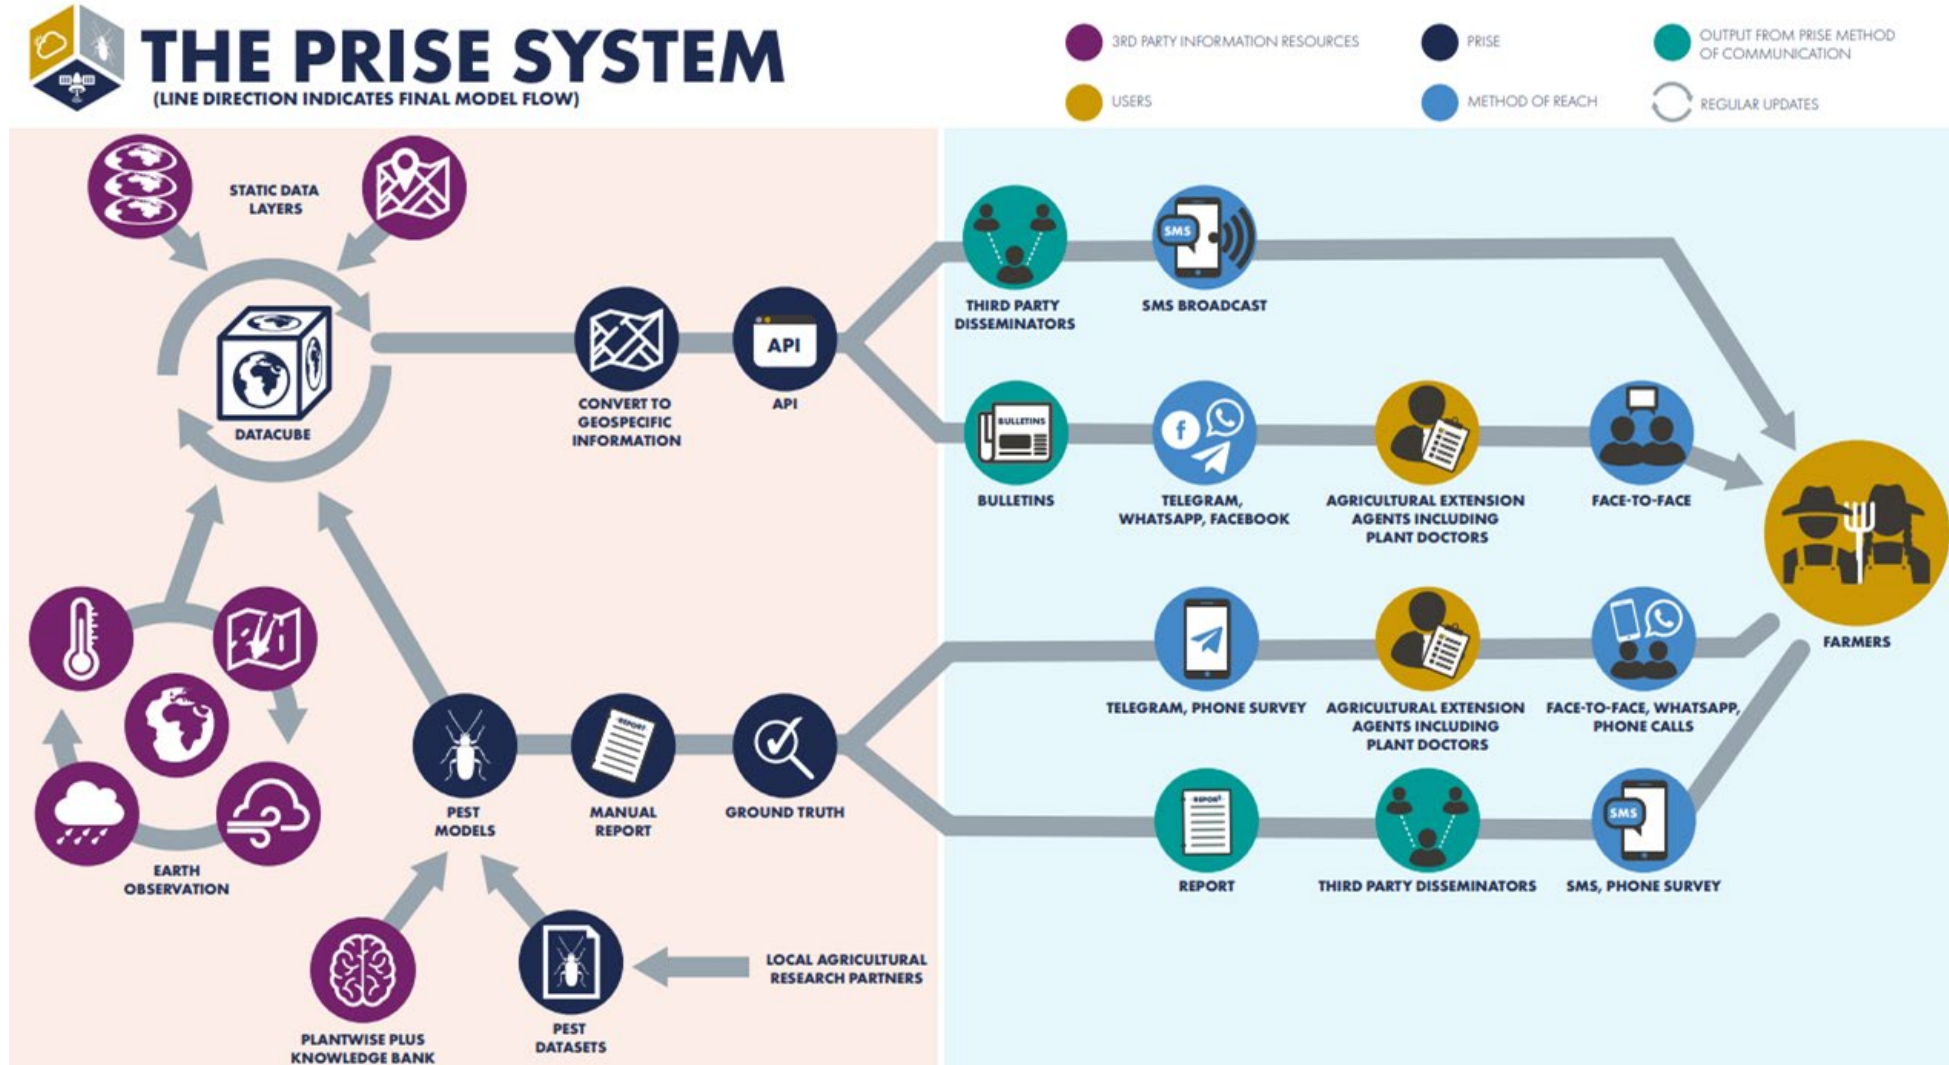 THE PRISE SYSTEM
(LINE DIRECTION INDICATES FINAL MODEL FLOW)
3RD PARTY INFORMATION RESOURCES
PRISE
OUTPUT FROM PRISE METHOD
OF COMMUNICATION
USERS
METHOD OF REACH
REGULAR UPDATES
STATIC DATA
LAYERS
DATACUBE
CONVERT TO
GEOSPECIFIC
INFORMATION
API
API
THIRD PARTY
DISSEMINATORS
SMS
SMS BROADCAST
BULLETINS
BULLETINS
f
TELEGRAM,
WHATSAPP, FACEBOOK
AGRICULTURAL EXTENSION
AGENTS INCLUDING
PLANT DOCTORS
FACE-TO-FACE
FARMERS
EARTH
OBSERVATION
PEST
MODELS
REPORT
MANUAL
REPORT
GROUND TRUTH
TELEGRAM, PHONE SURVEY
AGRICULTURAL EXTENSION
AGENTS INCLUDING
PLANT DOCTORS
FACE-TO-FACE, WHATSAPP,
PHONE CALLS
REPORT
REPORT
THIRD PARTY DISSEMINATORS
SMS
SMS, PHONE SURVEY
PLANTWISE PLUS
KNOWLEDGE BANK
PEST
DATASETS
LOCAL AGRICULTURAL
RESEARCH PARTNERS